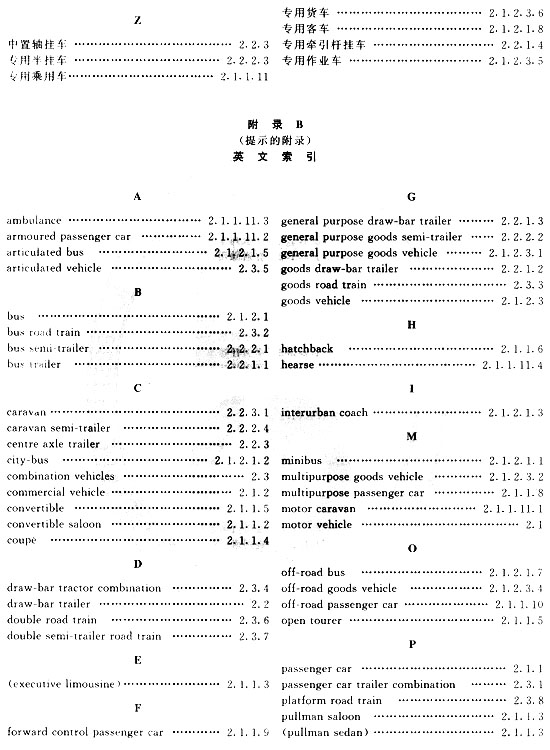 Z
中置轴挂车 ………… 2.2.3
专用半挂车 ………… 2.2.2.3
专用乘用车 ………… 2.1.1.11
专用货车 ………… 2.1.2.3.6
专用客车 ………… 2.1.2.1.8
专用牵引杆挂车 ………… 2.2.1.4
专用作业车 ………… 2.1.2.3.5
附 录 B
(提示的附录)
英 文 索 引
A
ambulance ………… 2.1.1.11.3
armoured passenger car ………… 2.1.1.11.2
articulated bus ………… 2.1.2.1.5
articulated vehicle ………… 2.3.5
B
bus ………… 2.1.2.1
bus road train ………… 2.3.2
bus semi-trailer ………… 2.2.2.1
bus trailer ………… 2.2.1.1
C
caravan ………… 2.2.3.1
caravan semi-trailer ………… 2.2.2.4
centre axle trailer ………… 2.2.3
city-bus ………… 2.1.2.1.2
combination vehicles ………… 2.3
commercial vehicle ………… 2.1.2
convertible ………… 2.1.1.5
convertible saloon ………… 2.1.1.2
coupe ………… 2.1.1.4
D
draw-bar tractor combination ………… 2.3.4
draw-bar trailer ………… 2.2
double road train ………… 2.3.6
double semi-trailer road train ………… 2.3.7
E
(executive limousine) ………… 2.1.1.3
F
forward control passenger car ………… 2.1.1.9
G
general purpose draw-bar trailer ………… 2.2.1.3
general purpose goods semi-trailer ………… 2.2.2.2
general purpose goods vehicle ………… 2.1.2.3.1
goods draw-bar trailer ………… 2.2.1.2
goods road train ………… 2.3.3
goods vehicle ………… 2.1.2.3
H
hatchback ………… 2.1.1.6
hearse ………… 2.1.1.11.4
I
interurban coach ………… 2.1.2.1.3
M
minibus ………… 2.1.2.1.1
multipurpose goods vehicle ………… 2.1.2.3.2
multipurpose passenger car ………… 2.1.1.8
motor caravan ………… 2.1.1.11.1
motor vehicle ………… 2.1
O
off-road bus ………… 2.1.2.1.7
off-road goods vehicle ………… 2.1.2.3.4
off-road passenger car ………… 2.1.1.10
open tourer ………… 2.1.1.5
P
passenger car ………… 2.1.1
passenger car trailer combination ………… 2.3.1
platform road train ………… 2.3.8
pullman saloon ………… 2.1.1.3
(pullman sedan) ………… 2.1.1.3